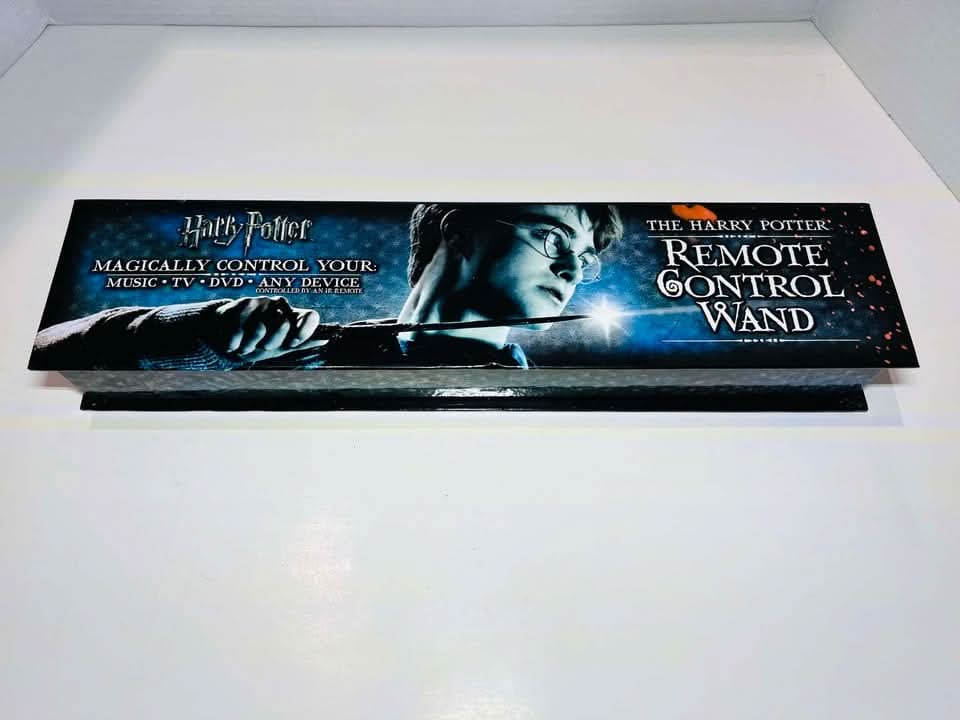 Harry Potter
MAGICALLY CONTROL YOUR:
MUSIC • TV • DVD • ANY DEVICE
CONTROLLED BY AN IR REMOTE
THE HARRY POTTER
REMOTE
CONTROL
WAND